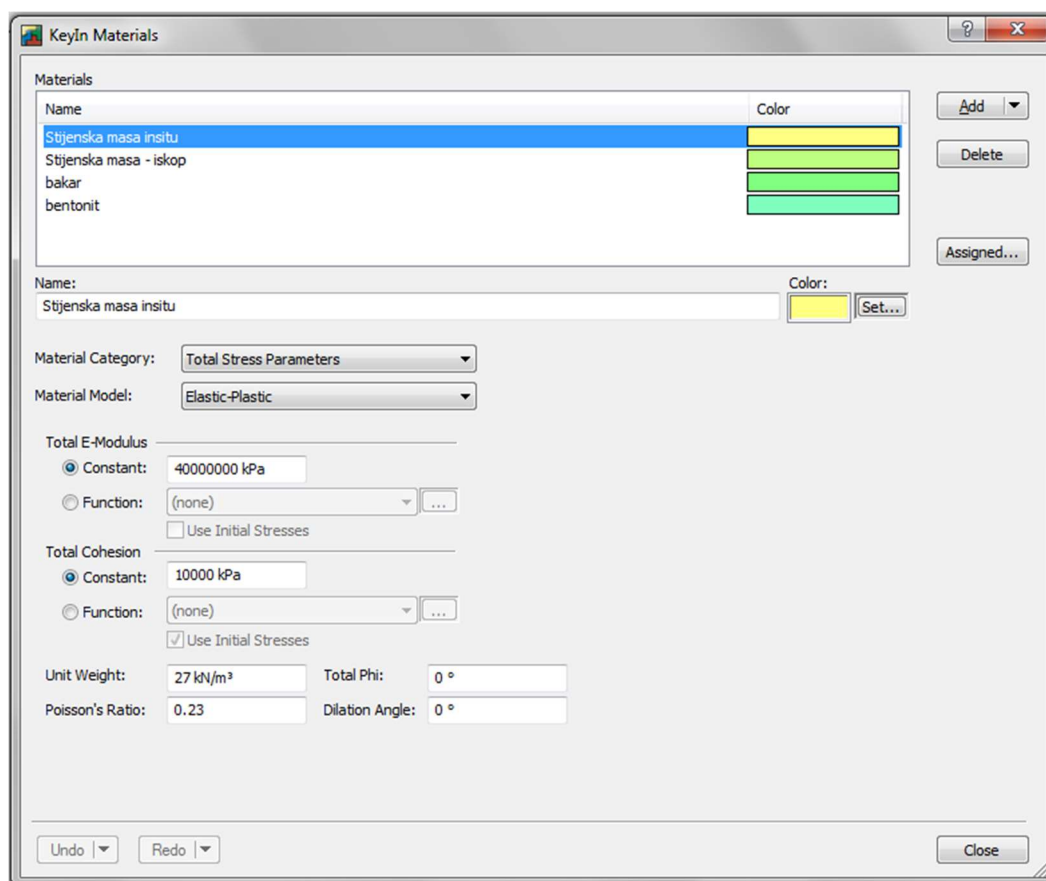 KeyIn Materials
Materials
Name Color
Stijenska masa insitu
Stijenska masa - iskop
bakar
bentonit
Add
Delete
Assigned...
Name: Color:
Stijenska masa insitu Set...
Material Category: Total Stress Parameters
Material Model: Elastic-Plastic
Total E-Modulus
Constant: 40000000 kPa
Function: (none) ...
Use Initial Stresses
Total Cohesion
Constant: 10000 kPa
Function: (none) ...
Use Initial Stresses
Unit Weight: 27 kN/m³ Total Phi: 0 °
Poisson's Ratio: 0.23 Dilation Angle: 0 °
Undo Redo Close